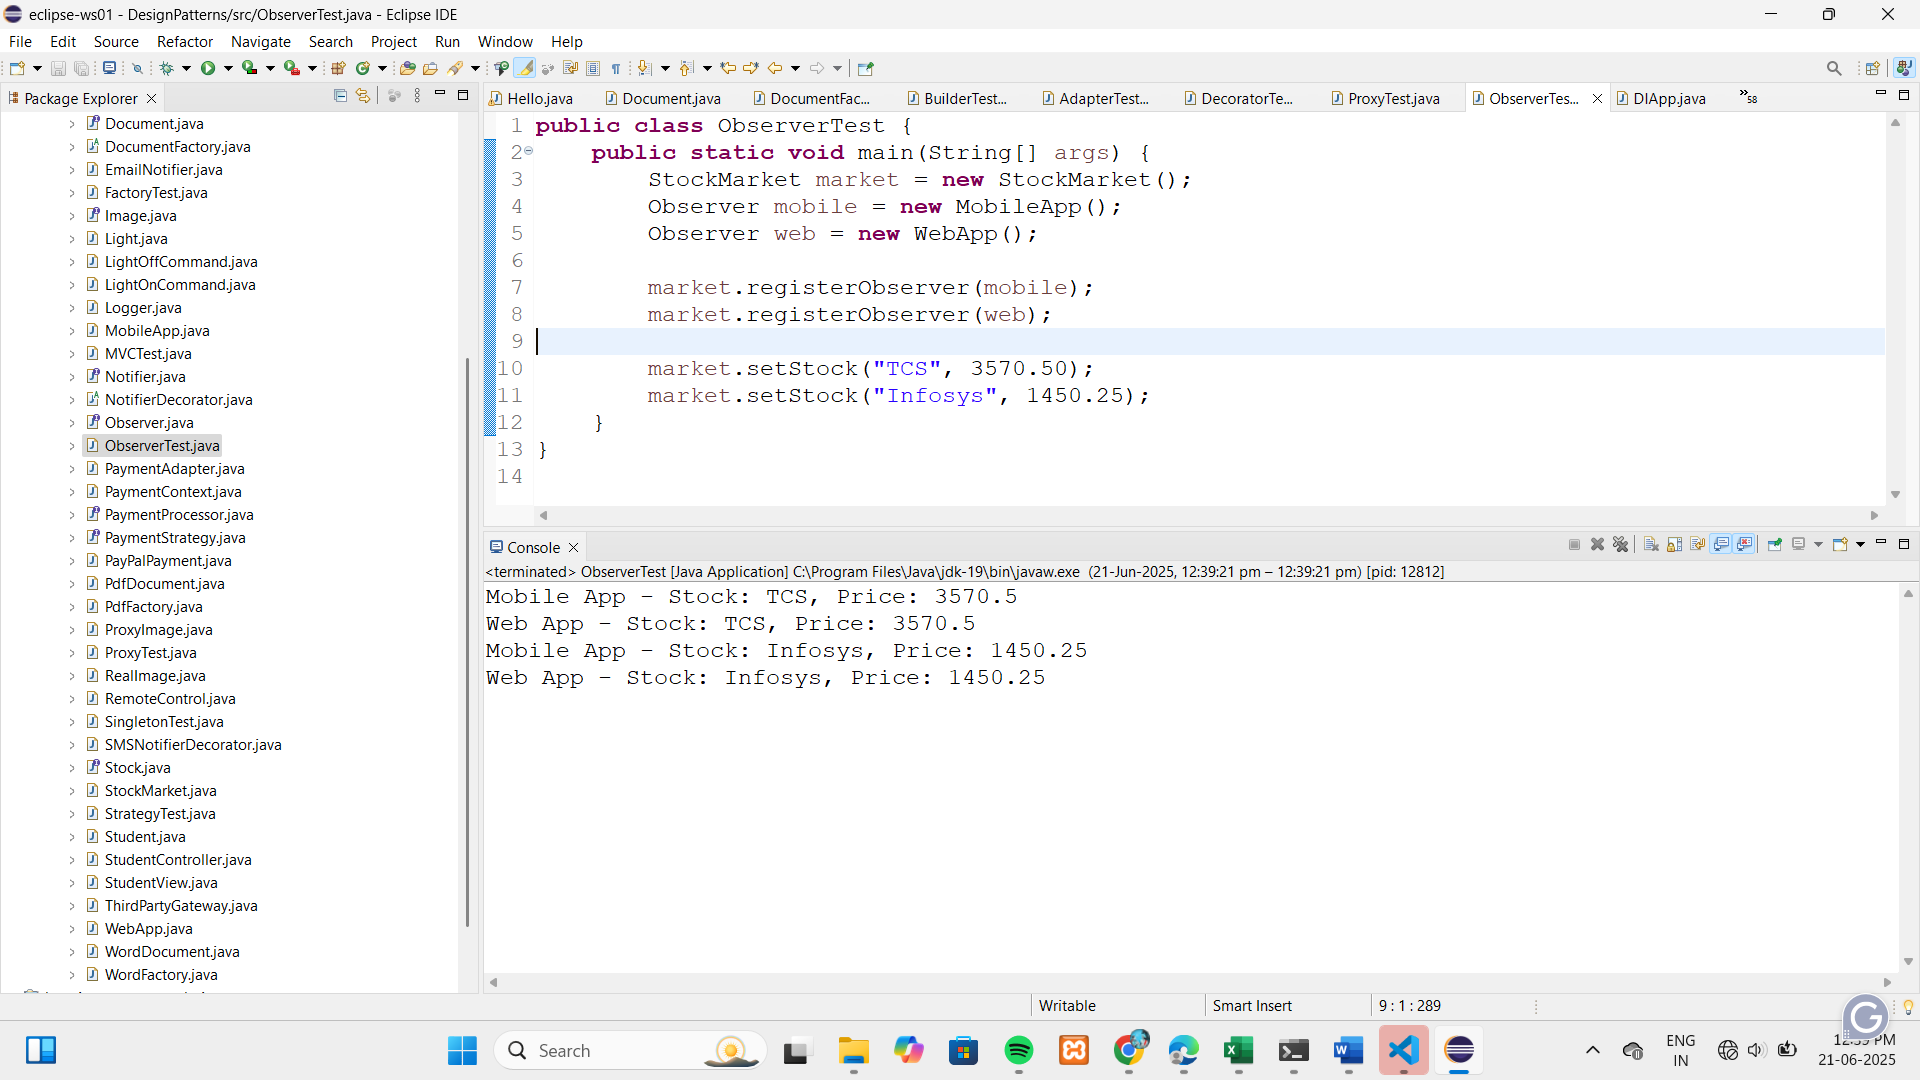 eclipse-ws01 - DesignPatterns/src/ObserverTest.java - Eclipse IDE
File Edit Source Refactor Navigate Search Project Run Window Help
Package Explorer
Document.java
DocumentFactory.java
EmailNotifier.java
FactoryTest.java
Image.java
Light.java
LightOffCommand.java
LightOnCommand.java
Logger.java
MobileApp.java
MVCTest.java
Notifier.java
NotifierDecorator.java
Observer.java
ObserverTest.java
PaymentAdapter.java
PaymentContext.java
PaymentProcessor.java
PaymentStrategy.java
PayPalPayment.java
PdfDocument.java
PdfFactory.java
ProxyImage.java
ProxyTest.java
RealImage.java
RemoteControl.java
SingletonTest.java
SMSNotifierDecorator.java
Stock.java
StockMarket.java
StrategyTest.java
Student.java
StudentController.java
StudentView.java
ThirdPartyGateway.java
WebApp.java
WordDocument.java
WordFactory.java
Hello.java Document.java DocumentFac... BuilderTest... AdapterTest... DecoratorTe... ProxyTest.java ObserverTes... DIApp.java »58
1 public class ObserverTest {
2 public static void main(String[] args) {
3 StockMarket market = new StockMarket();
4 Observer mobile = new MobileApp();
5 Observer web = new WebApp();
6
7 market.registerObserver(mobile);
8 market.registerObserver(web);
9
10 market.setStock("TCS", 3570.50);
11 market.setStock("Infosys", 1450.25);
12 }
13 }
14
Console
<terminated> ObserverTest [Java Application] C:\Program Files\Java\jdk-19\bin\javaw.exe (21-Jun-2025, 12:39:21 pm – 12:39:21 pm) [pid: 12812]
Mobile App - Stock: TCS, Price: 3570.5
Web App - Stock: TCS, Price: 3570.5
Mobile App - Stock: Infosys, Price: 1450.25
Web App - Stock: Infosys, Price: 1450.25
Writable Smart Insert 9 : 1 : 289
Search
ENG
IN
12:39 PM
21-06-2025